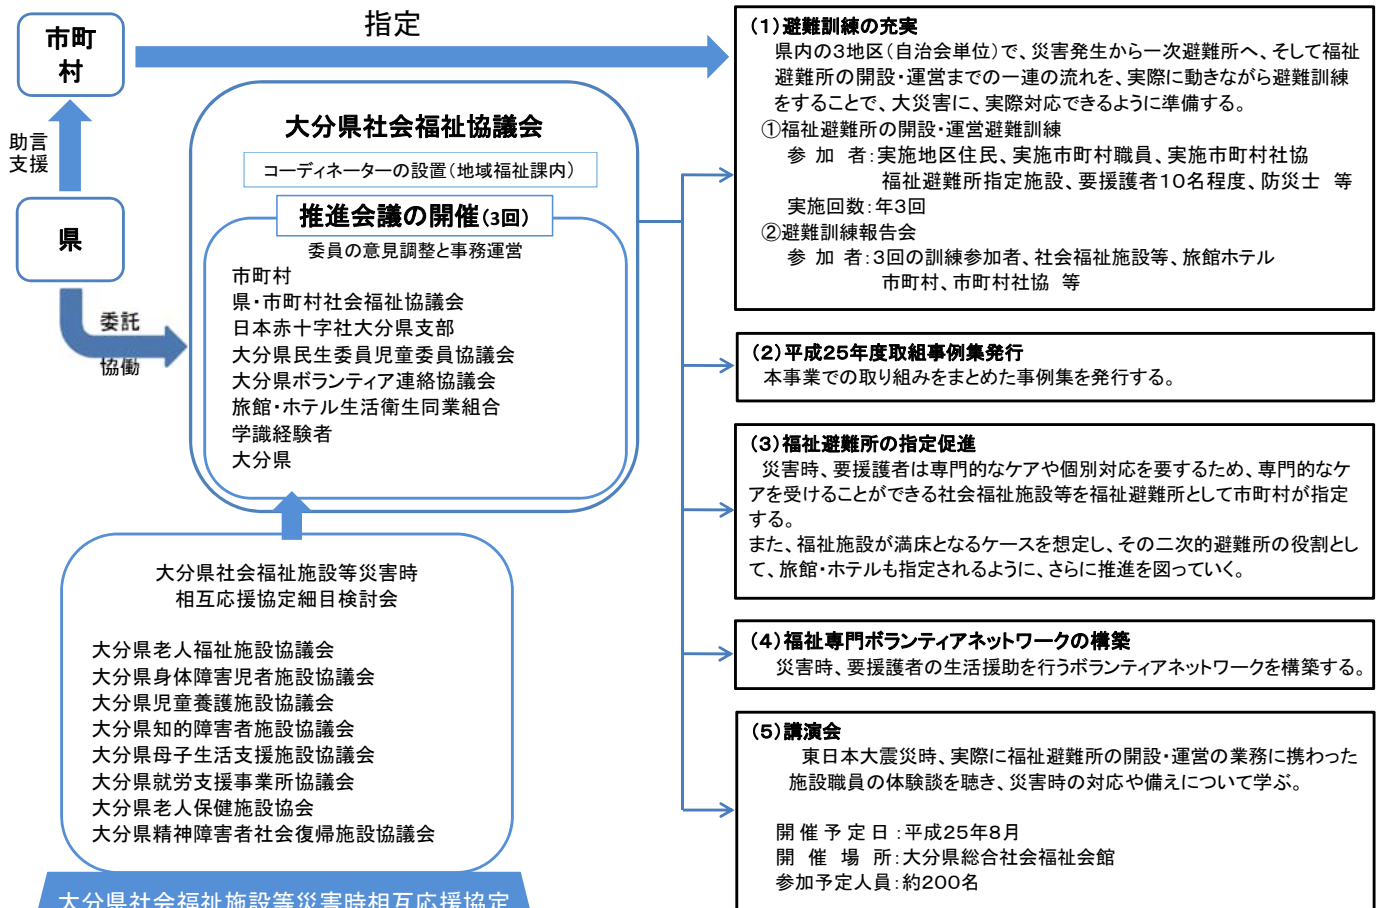 市町
村
指定
助言
支援
県
委託
協働
大分県社会福祉協議会
コーディネーターの設置(地域福祉課内)
推進会議の開催(3回)
委員の意見調整と事務運営
市町村
県・市町村社会福祉協議会
日本赤十字社大分県支部
大分県民生委員児童委員協議会
大分県ボランティア連絡協議会
旅館・ホテル生活衛生同業組合
学識経験者
大分県
大分県社会福祉施設等災害時
相互応援協定細目検討会
大分県老人福祉施設協議会
大分県身体障害児者施設協議会
大分県児童養護施設協議会
大分県知的障害者施設協議会
大分県母子生活支援施設協議会
大分県就労支援事業所協議会
大分県老人保健施設協会
大分県精神障害者社会復帰施設協議会
大分県社会福祉施設等災害時相互応援協定
(1)避難訓練の充実
県内の3地区(自治会単位)で、災害発生から一次避難所へ、そして福祉
避難所の開設・運営までの一連の流れを、実際に動きながら避難訓練
をすることで、大災害に、実際対応できるように準備する。
①福祉避難所の開設・運営避難訓練
参 加 者:実施地区住民、実施市町村職員、実施市町村社協
福祉避難所指定施設、要援護者10名程度、防災士 等
実施回数:年3回
②避難訓練報告会
参 加 者:3回の訓練参加者、社会福祉施設等、旅館ホテル
市町村、市町村社協 等
(2)平成25年度取組事例集発行
本事業での取り組みをまとめた事例集を発行する。
(3)福祉避難所の指定促進
災害時、要援護者は専門的なケアや個別対応を要するため、専門的なケ
アを受けることができる社会福祉施設等を福祉避難所として市町村が指定
する。
また、福祉施設が満床となるケースを想定し、その二次的避難所の役割とし
て、旅館・ホテルも指定されるように、さらに推進を図っていく。
(4)福祉専門ボランティアネットワークの構築
災害時、要援護者の生活援助を行うボランティアネットワークを構築する。
(5)講演会
東日本大震災時、実際に福祉避難所の開設・運営の業務に携わった
施設職員の体験談を聴き、災害時の対応や備えについて学ぶ。
開 催 予 定 日:平成25年8月
開 催 場 所:大分県総合社会福祉会館
参加予定人員:約200名